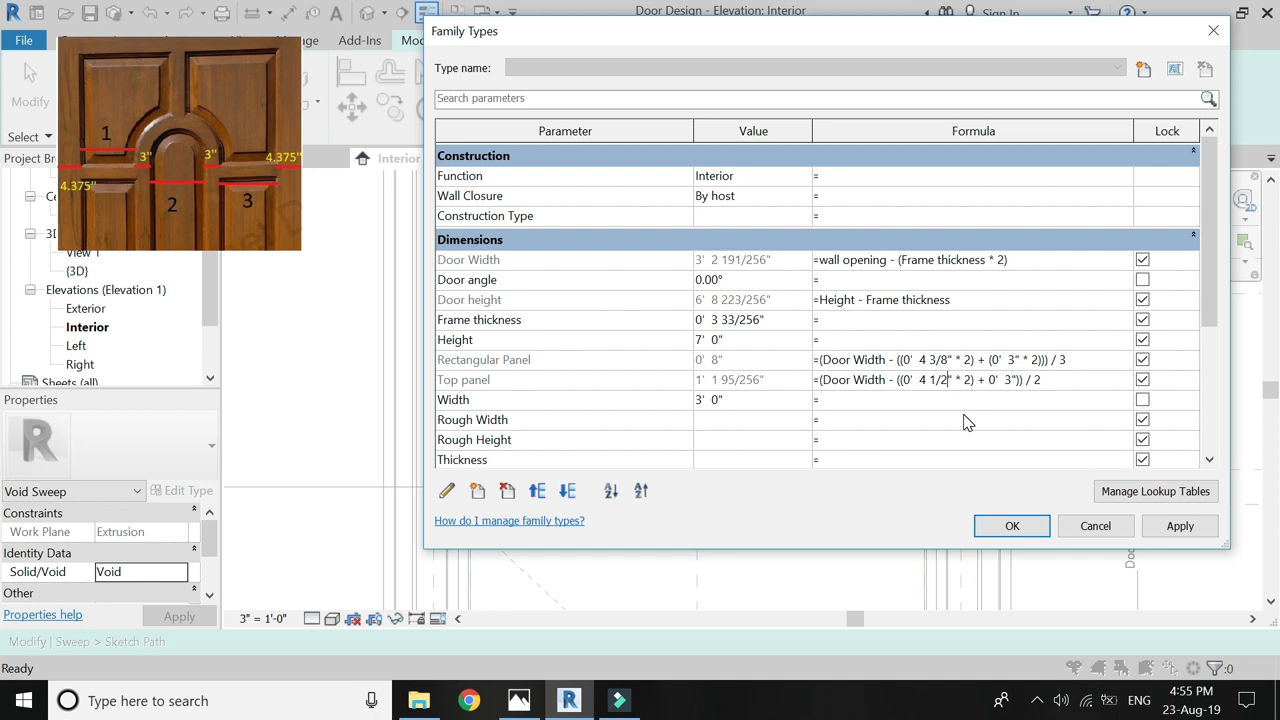 Door Design - Elevation: Interior
Sign In
File
Add-Ins
Modify
Select
Interior
View 1
{3D}
Elevations (Elevation 1)
Exterior
Interior
Left
Right
Sheets (all)
1
2
3
3"
3"
4.375"
4.375"
Properties
Void Sweep
Edit Type
Constraints
Work Plane Extrusion
Identity Data
Solid/Void Void
Other
Properties help
Apply
Family Types
Type name:
Search parameters
Parameter Value Formula Lock
Construction
Function Interior =
Wall Closure By host =
Construction Type =
Dimensions
Door Width 3' 2 191/256" =wall opening - (Frame thickness * 2)
Door angle 0.00° =
Door height 6' 8 223/256" =Height - Frame thickness
Frame thickness 0' 3 33/256" =
Height 7' 0" =
Rectangular Panel 0' 8" =(Door Width - ((0' 4 3/8" * 2) + (0' 3" * 2))) / 3
Top panel 1' 1 95/256" =(Door Width - ((0' 4 1/2" * 2) + 0' 3")) / 2
Width 3' 0" =
Rough Width =
Rough Height =
Thickness =
Manage Lookup Tables
How do I manage family types?
OK Cancel Apply
3" = 1'-0"
Modify | Sweep > Sketch Path
Ready
:0
Type here to search
ENG
4:55 PM
23-Aug-19